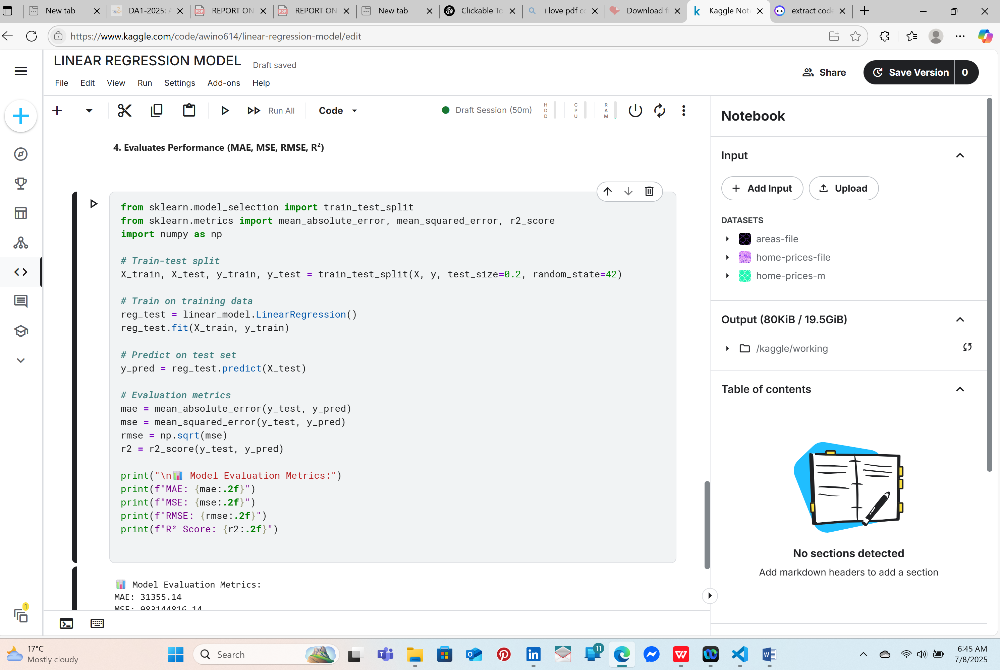 New tab
DA1-2025:
REPORT ON
REPORT ON
New tab
Clickable To
i love pdf co
Download f
Kaggle Note
extract code
https://www.kaggle.com/code/awino614/linear-regression-model/edit
LINEAR REGRESSION MODEL
Draft saved
File Edit View Run Settings Add-ons Help
Share
Save Version 0
Run All
Code
Draft Session (50m)
HDD
CPU
RAM
4. Evaluates Performance (MAE, MSE, RMSE, R²)
from sklearn.model_selection import train_test_split
from sklearn.metrics import mean_absolute_error, mean_squared_error, r2_score
import numpy as np
# Train-test split
X_train, X_test, y_train, y_test = train_test_split(X, y, test_size=0.2, random_state=42)
# Train on training data
reg_test = linear_model.LinearRegression()
reg_test.fit(X_train, y_train)
# Predict on test set
y_pred = reg_test.predict(X_test)
# Evaluation metrics
mae = mean_absolute_error(y_test, y_pred)
mse = mean_squared_error(y_test, y_pred)
rmse = np.sqrt(mse)
r2 = r2_score(y_test, y_pred)
print("\n📊 Model Evaluation Metrics:")
print(f"MAE: {mae:.2f}")
print(f"MSE: {mse:.2f}")
print(f"RMSE: {rmse:.2f}")
print(f"R² Score: {r2:.2f}")
📊 Model Evaluation Metrics:
MAE: 31355.14
MSE: 983144816.14
Notebook
Input
+ Add Input
Upload
DATASETS
areas-file
home-prices-file
home-prices-m
Output (80KiB / 19.5GiB)
/kaggle/working
Table of contents
No sections detected
Add markdown headers to add a section
1
17°C
Mostly cloudy
Search
11
6:45 AM
7/8/2025